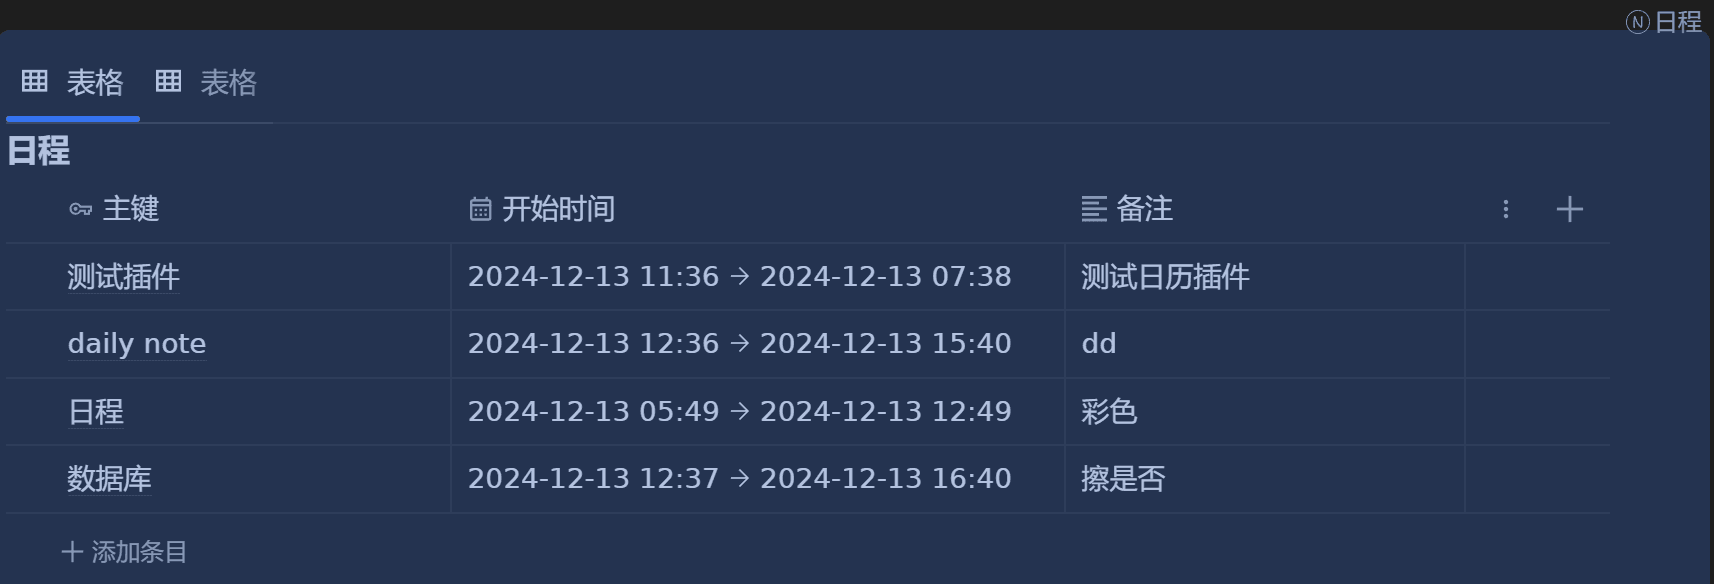 Ⓝ日程
表格 表格
日程
主键 开始时间 备注
测试插件 2024-12-13 11:36 → 2024-12-13 07:38 测试日历插件
daily note 2024-12-13 12:36 → 2024-12-13 15:40 dd
日程 2024-12-13 05:49 → 2024-12-13 12:49 彩色
数据库 2024-12-13 12:37 → 2024-12-13 16:40 擦是否
+ 添加条目